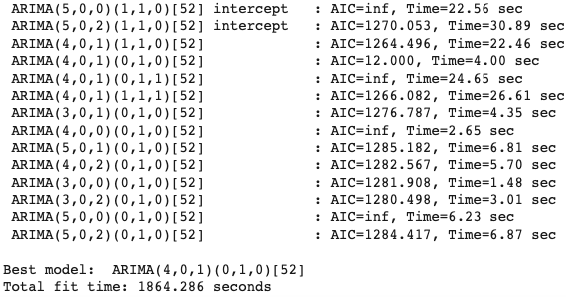 ARIMA(5,0,0)(1,1,0)[52] intercept   : AIC=inf, Time=22.56 sec
ARIMA(5,0,2)(1,1,0)[52] intercept   : AIC=1270.053, Time=30.89 sec
ARIMA(4,0,1)(1,1,0)[52]             : AIC=1264.496, Time=22.46 sec
ARIMA(4,0,1)(0,1,0)[52]             : AIC=12.000, Time=4.00 sec
ARIMA(4,0,1)(0,1,1)[52]             : AIC=inf, Time=24.65 sec
ARIMA(4,0,1)(1,1,1)[52]             : AIC=1266.082, Time=26.61 sec
ARIMA(3,0,1)(0,1,0)[52]             : AIC=1276.787, Time=4.35 sec
ARIMA(4,0,0)(0,1,0)[52]             : AIC=inf, Time=2.65 sec
ARIMA(5,0,1)(0,1,0)[52]             : AIC=1285.182, Time=6.81 sec
ARIMA(4,0,2)(0,1,0)[52]             : AIC=1282.567, Time=5.70 sec
ARIMA(3,0,0)(0,1,0)[52]             : AIC=1281.908, Time=1.48 sec
ARIMA(3,0,2)(0,1,0)[52]             : AIC=1280.498, Time=3.01 sec
ARIMA(5,0,0)(0,1,0)[52]             : AIC=inf, Time=6.23 sec
ARIMA(5,0,2)(0,1,0)[52]             : AIC=1284.417, Time=6.87 sec
Best model:  ARIMA(4,0,1)(0,1,0)[52]
Total fit time: 1864.286 seconds